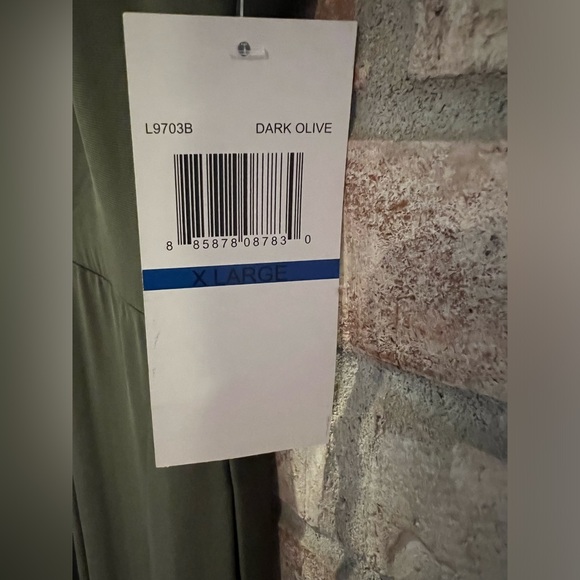 L9703B DARK OLIVE
8 85878 08783 0
X LARGE